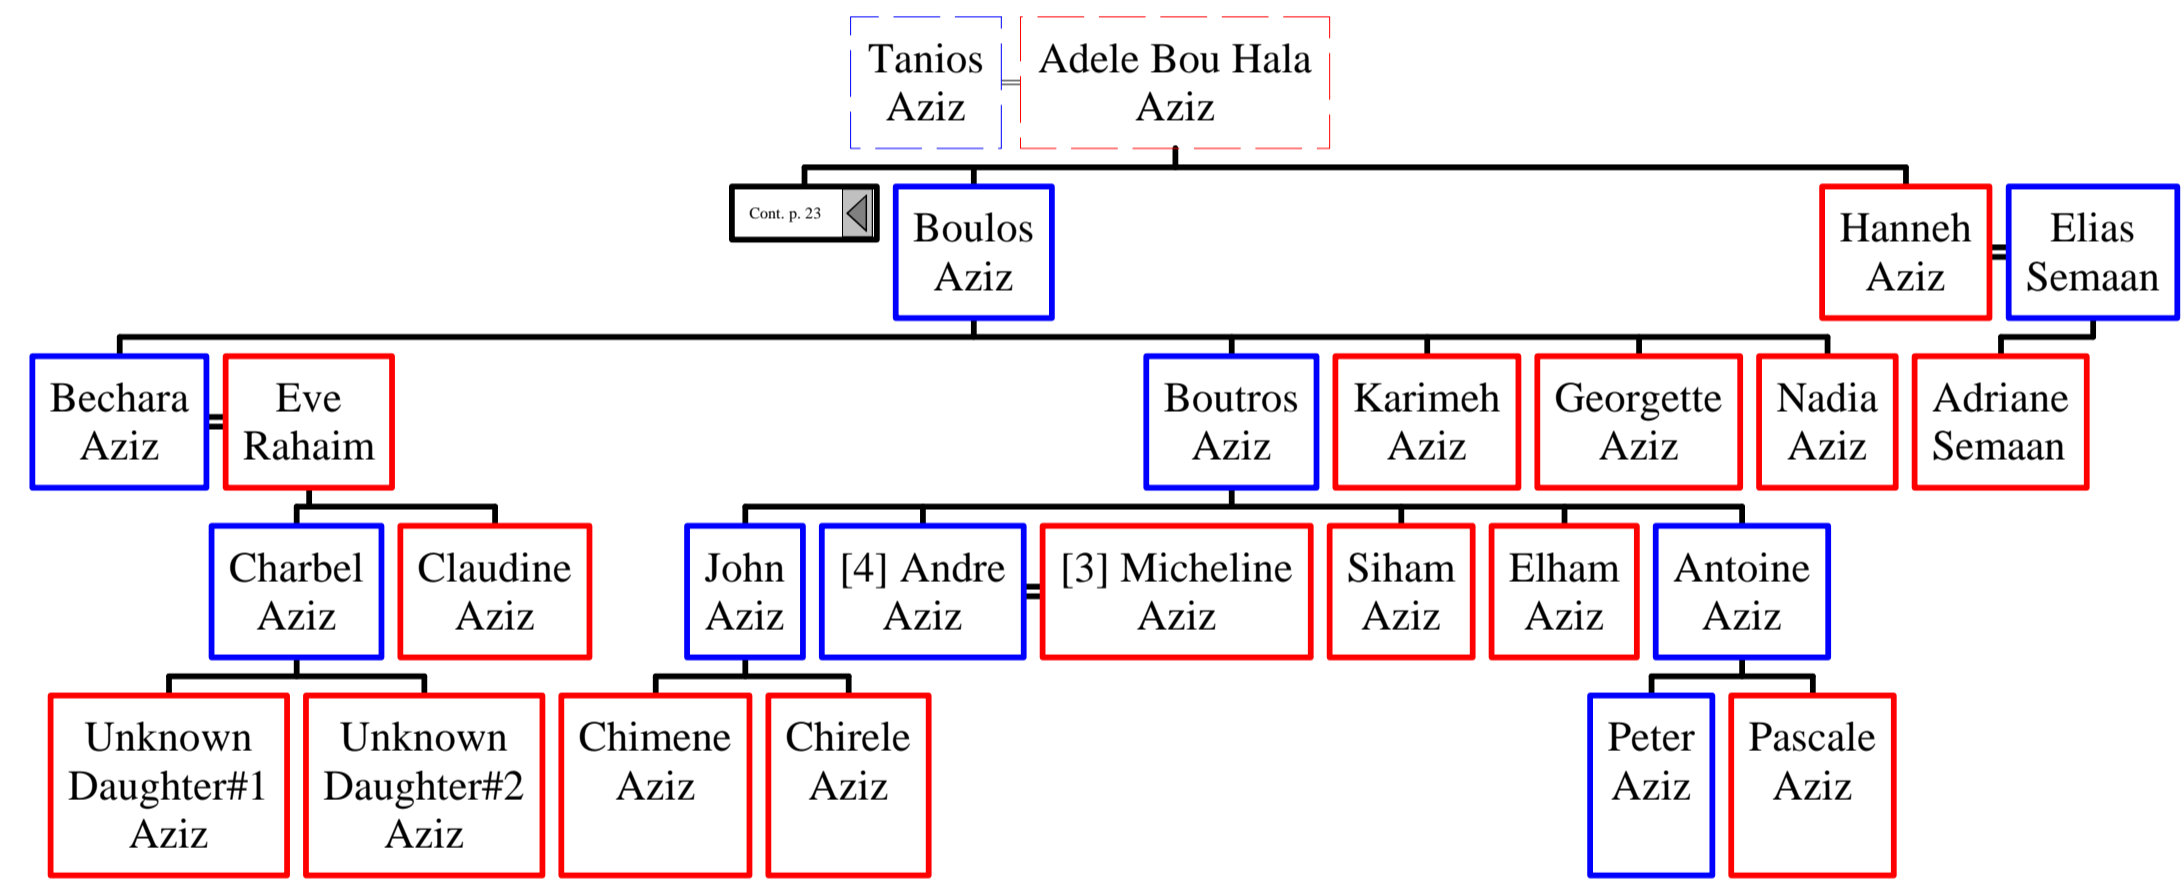 Tanios
Aziz
Adele Bou Hala
Aziz
Cont. p. 23
Boulos
Aziz
Hanneh
Aziz
Elias
Semaan
Bechara
Aziz
Eve
Rahaim
Boutros
Aziz
Karimeh
Aziz
Georgette
Aziz
Nadia
Aziz
Adriane
Semaan
Charbel
Aziz
Claudine
Aziz
John
Aziz
[4] Andre
Aziz
[3] Micheline
Aziz
Siham
Aziz
Elham
Aziz
Antoine
Aziz
Unknown
Daughter#1
Aziz
Unknown
Daughter#2
Aziz
Chimene
Aziz
Chirele
Aziz
Peter
Aziz
Pascale
Aziz